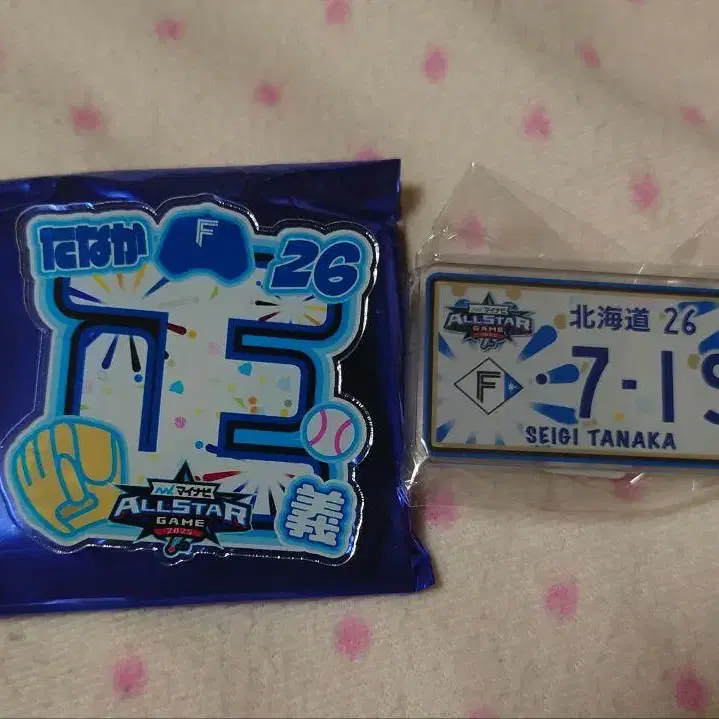 たなか
F
26
正
義
マイナビ
ALLSTAR
GAME
2025
マイナビ
ALLSTAR
GAME
北海道 26
F
・7-19
SEIGI TANAKA